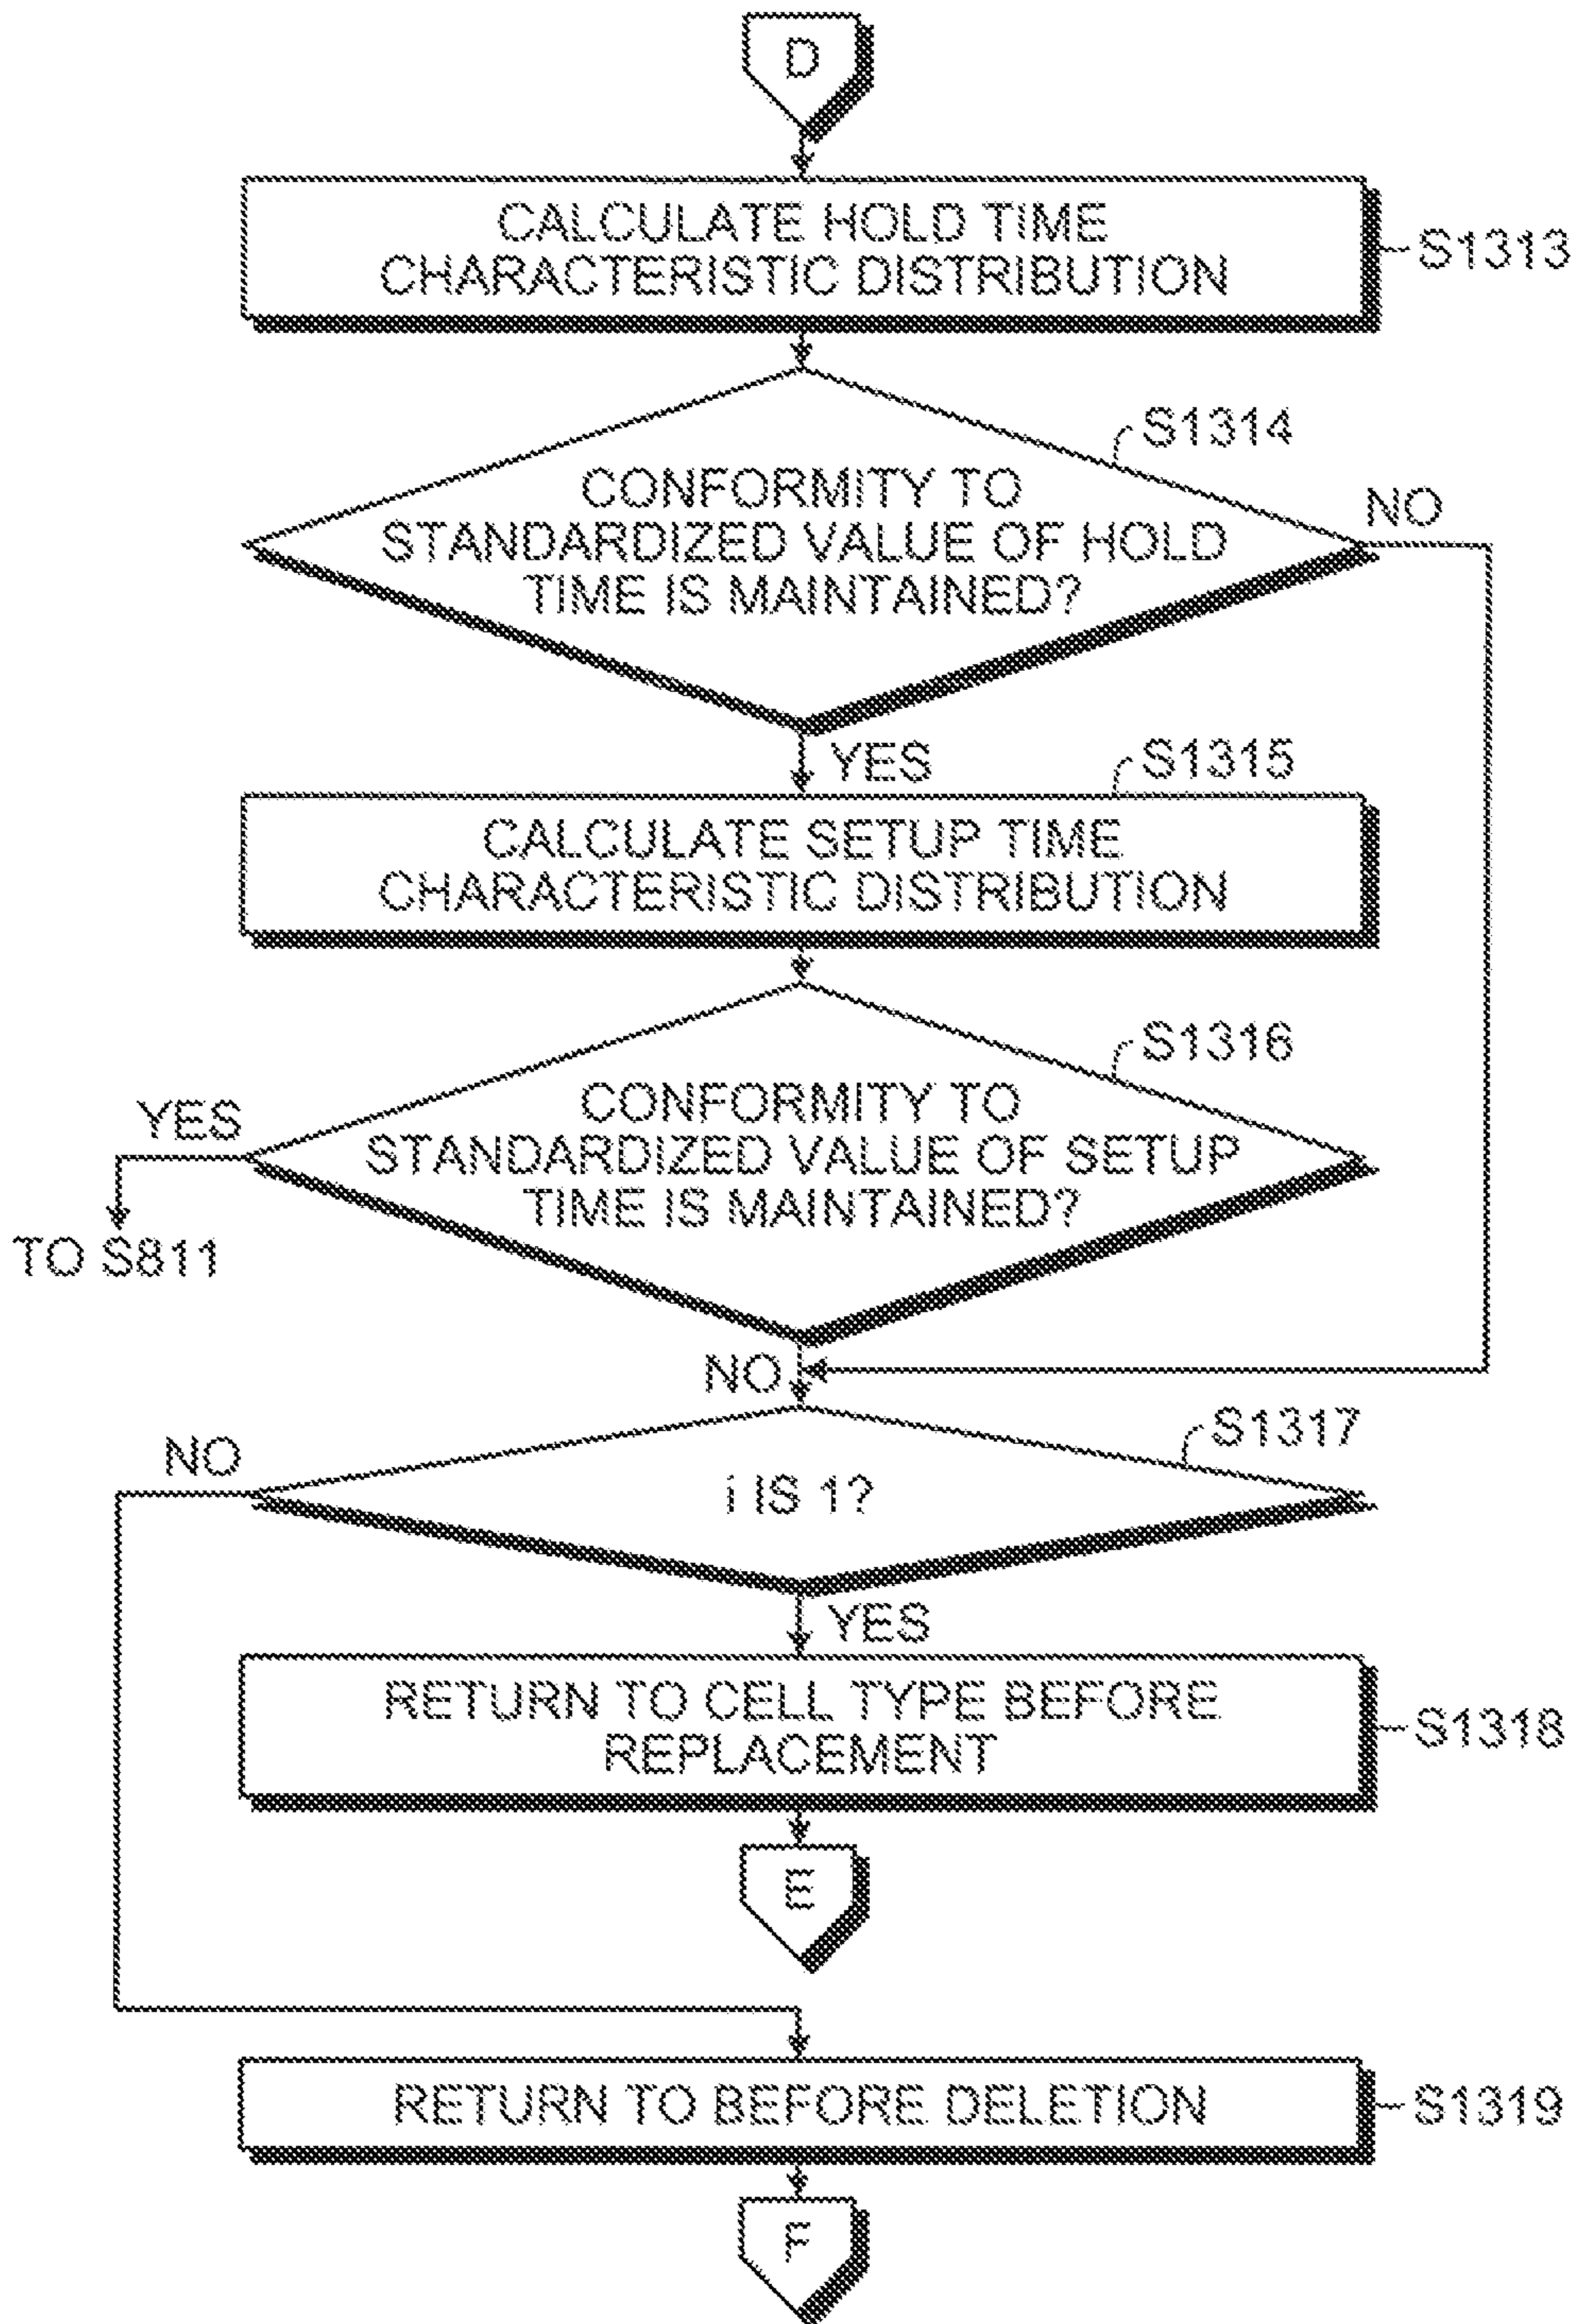 D
CALCULATE HOLD TIME
CHARACTERISTIC DISTRIBUTION
S1313
S1314
CONFORMITY TO
STANDARDIZED VALUE OF HOLD
TIME IS MAINTAINED?
NO
YES
S1315
CALCULATE SETUP TIME
CHARACTERISTIC DISTRIBUTION
S1316
CONFORMITY TO
STANDARDIZED VALUE OF SETUP
TIME IS MAINTAINED?
YES
TO S811
NO
S1317
i IS 1?
NO
YES
RETURN TO CELL TYPE BEFORE
REPLACEMENT
S1318
E
RETURN TO BEFORE DELETION
S1319
F